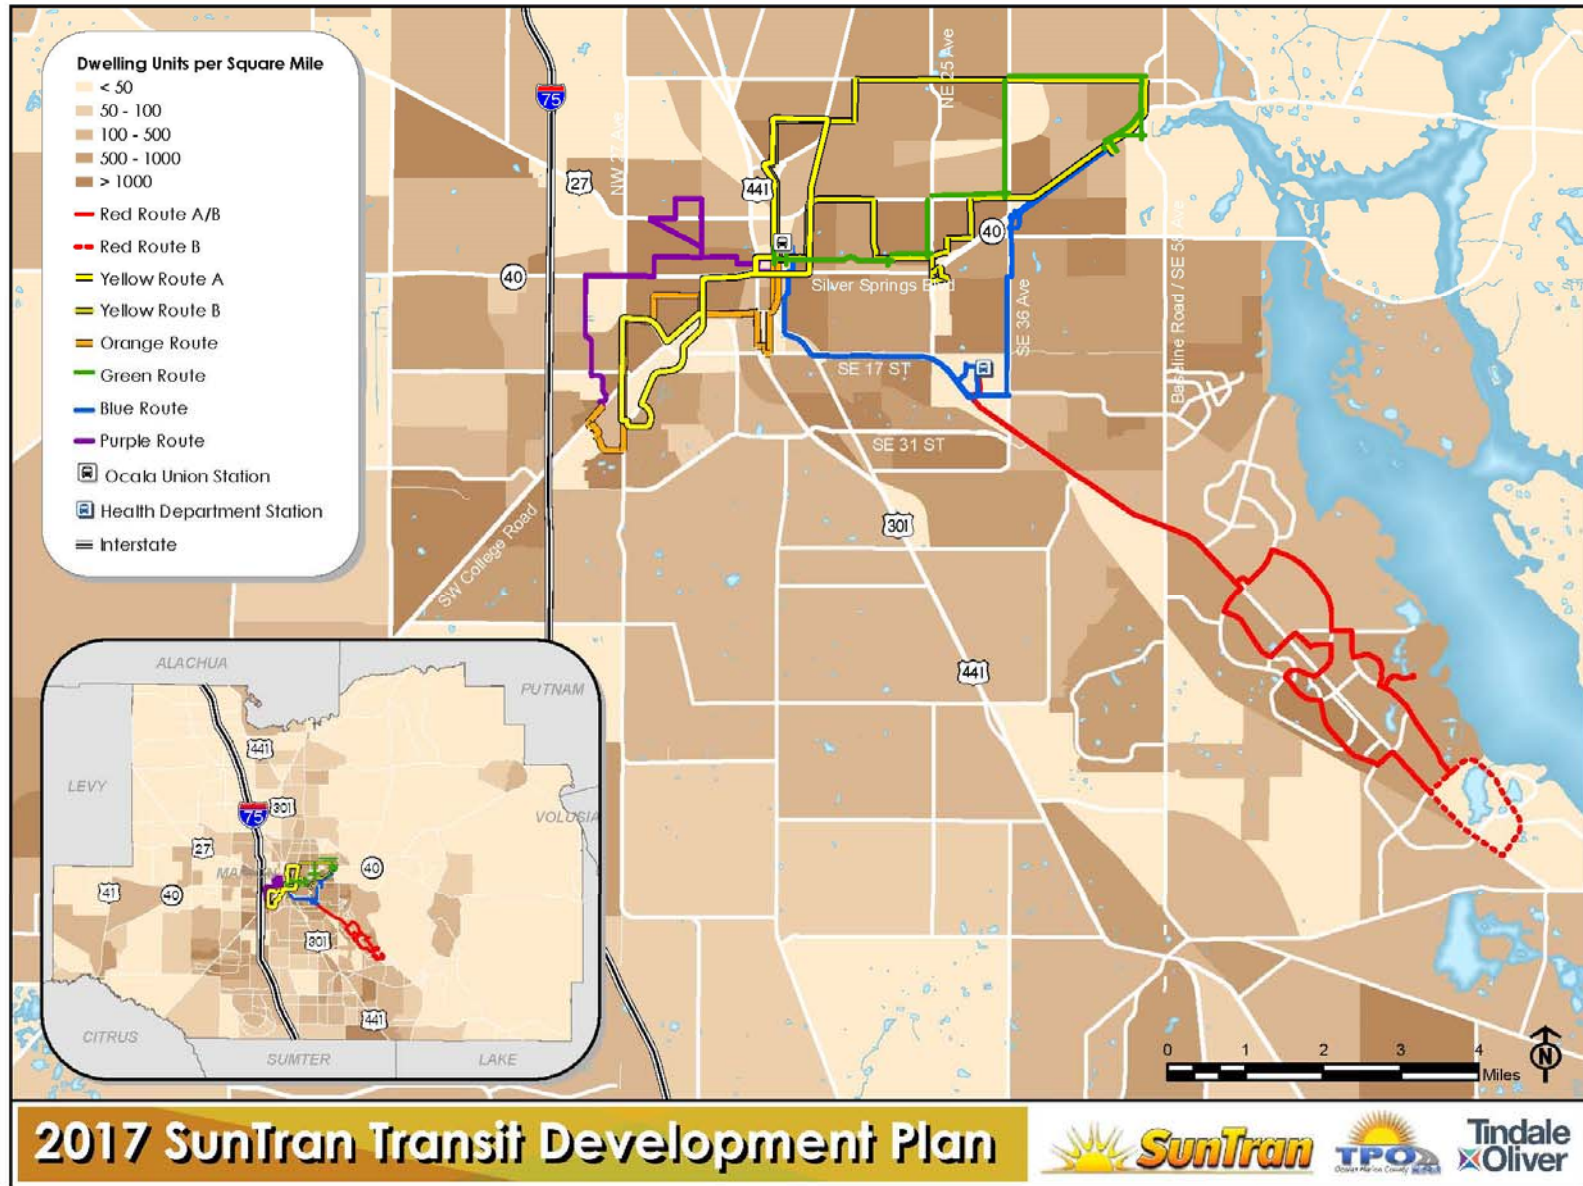 Dwelling Units per Square Mile
< 50
50 - 100
100 - 500
500 - 1000
> 1000
Red Route A/B
Red Route B
Yellow Route A
Yellow Route B
Orange Route
Green Route
Blue Route
Purple Route
Ocala Union Station
Health Department Station
Interstate
75
27
NW 27 Ave
441
NE 25 Ave
40
40
Silver Springs Blvd
SE 36 Ave
Baseline Road / SE 58 Ave
SE 17 ST
SE 31 ST
SW College Road
301
441
ALACHUA
PUTNAM
LEVY
VOLUSIA
MARION
CITRUS
SUMTER
LAKE
441
75
301
27
41
40
40
301
441
0 1 2 3 4
Miles
N
2017 SunTran Transit Development Plan
SunTran
TPO
Tindale
Oliver